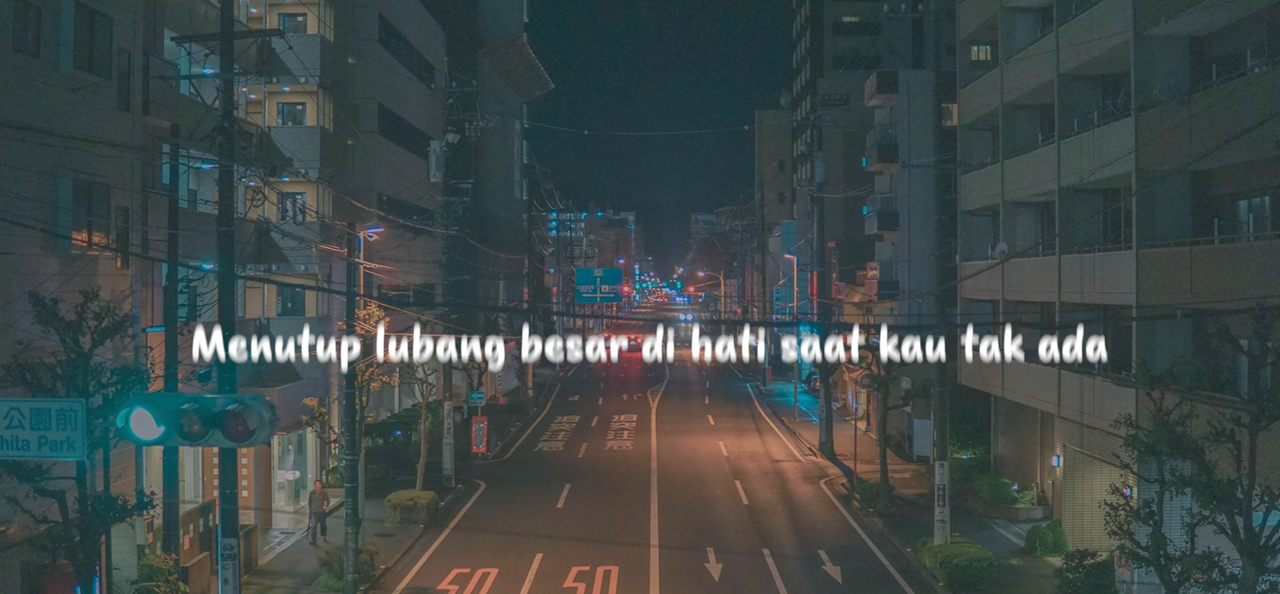 Menutup lubang besar di hati saat kau tak ada
公園前
hita Park
50 50